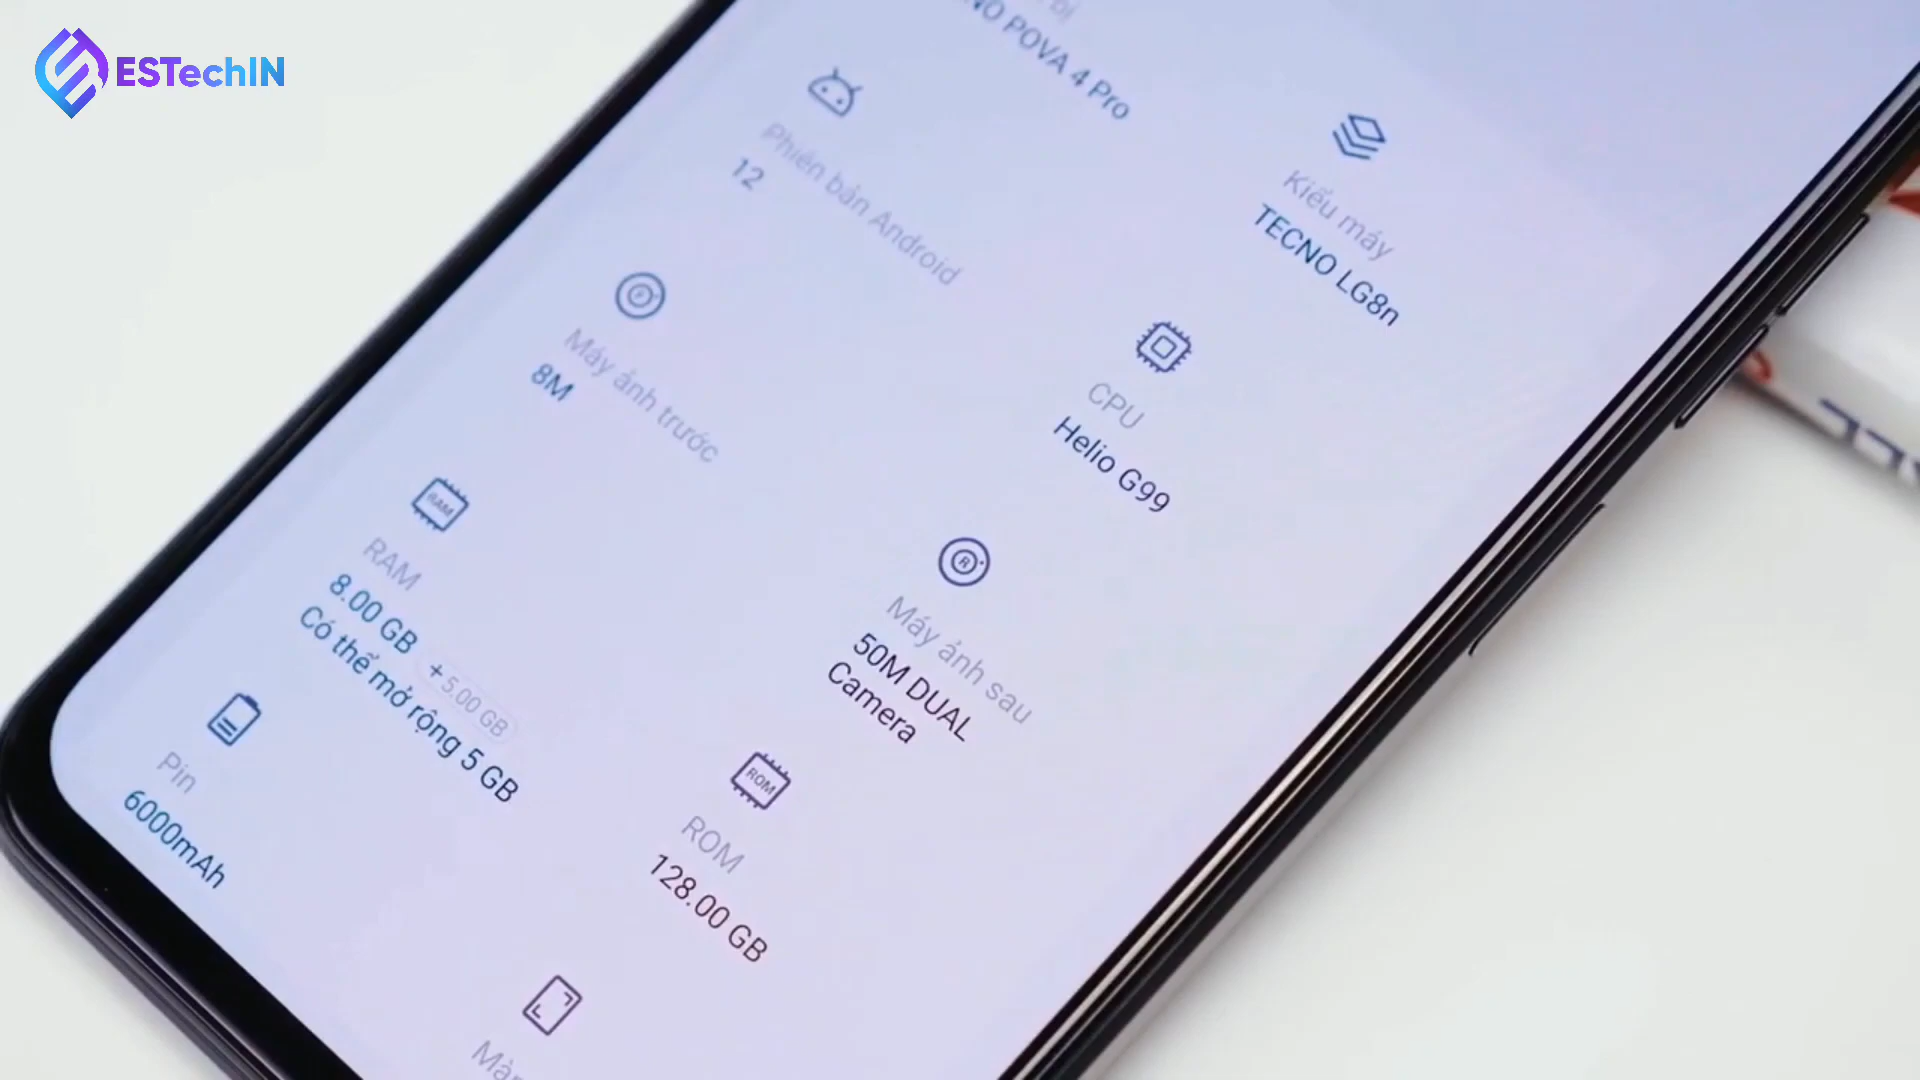 ESTechIN
POVA 4 Pro
Phiên bản Android
12
Kiểu máy
TECNO LG8n
Máy ảnh trước
8M
CPU
Helio G99
RAM
RAM
8.00 GB +5.00 GB
Có thể mở rộng 5 GB
R
Máy ảnh sau
50M DUAL
Camera
Pin
6000mAh
ROM
ROM
128.00 GB